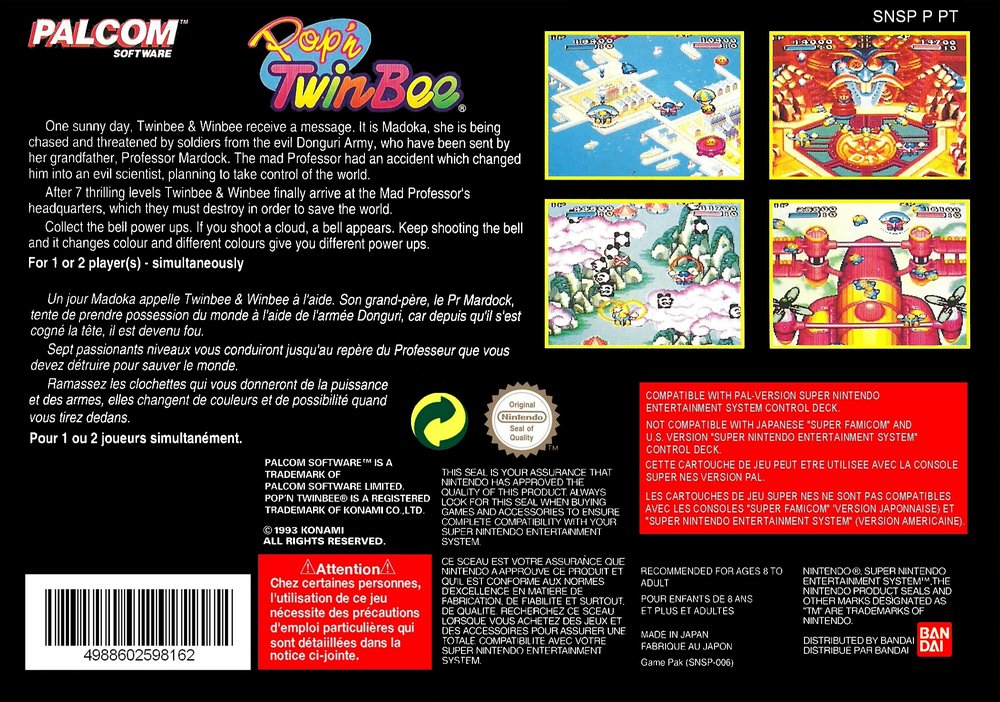 PALCOM™
SOFTWARE
Pop'n
TwinBee®
SNSP P PT
One sunny day, Twinbee & Winbee receive a message. It is Madoka, she is being
chased and threatened by soldiers from the evil Donguri Army, who have been sent by
her grandfather, Professor Mardock. The mad Professor had an accident which changed
him into an evil scientist, planning to take control of the world.
After 7 thrilling levels Twinbee & Winbee finally arrive at the Mad Professor's
headquarters, which they must destroy in order to save the world.
Collect the bell power ups. If you shoot a cloud, a bell appears. Keep shooting the bell
and it changes colour and different colours give you different power ups.
For 1 or 2 player(s) - simultaneously
Un jour Madoka appelle Twinbee & Winbee à l'aide. Son grand-père, le Pr Mardock,
tente de prendre possession du monde à l'aide de l'armée Donguri, car depuis qu'il s'est
cogné la tête, il est devenu fou.
Sept passionants niveaux vous conduiront jusqu'au repère du Professeur que vous
devez détruire pour sauver le monde.
Ramassez les clochettes qui vous donneront de la puissance
et des armes, elles changent de couleurs et de possibilité quand
vous tirez dedans.
Pour 1 ou 2 joueurs simultanément.
Original
Nintendo
Seal of
Quality
TM
PALCOM SOFTWARE™ IS A
TRADEMARK OF
PALCOM SOFTWARE LIMITED.
POP'N TWINBEE® IS A REGISTERED
TRADEMARK OF KONAMI CO.,LTD.
© 1993 KONAMI
ALL RIGHTS RESERVED.
THIS SEAL IS YOUR ASSURANCE THAT
NINTENDO HAS APPROVED THE
QUALITY OF THIS PRODUCT. ALWAYS
LOOK FOR THIS SEAL WHEN BUYING
GAMES AND ACCESSORIES TO ENSURE
COMPLETE COMPATIBILITY WITH YOUR
SUPER NINTENDO ENTERTAINMENT
SYSTEM.
COMPATIBLE WITH PAL-VERSION SUPER NINTENDO
ENTERTAINMENT SYSTEM CONTROL DECK.
NOT COMPATIBLE WITH JAPANESE "SUPER FAMICOM" AND
U.S. VERSION "SUPER NINTENDO ENTERTAINMENT SYSTEM"
CONTROL DECK.
CETTE CARTOUCHE DE JEU PEUT ETRE UTILISEE AVEC LA CONSOLE
SUPER NES VERSION PAL.
LES CARTOUCHES DE JEU SUPER NES NE SONT PAS COMPATIBLES
AVEC LES CONSOLES "SUPER FAMICOM" 'VERSION JAPONNAISE) ET
"SUPER NINTENDO ENTERTAINMENT SYSTEM" (VERSION AMERICAINE).
⚠Attention⚠
Chez certaines personnes,
l'utilisation de ce jeu
nécessite des précautions
d'emploi particulières qui
sont détaiillées dans la
notice ci-jointe.
CE SCEAU EST VOTRE ASSURANCE QUE
NINTENDO A APPROUVE CE PRODUIT ET
QU'IL EST CONFORME AUX NORMES
D'EXCELLENCE EN MATIERE DE
FABRICATION, DE FIABILITE ET SURTOUT,
DE QUALITE. RECHERCHEZ CE SCEAU
LORSQUE VOUS ACHETEZ DES JEUX ET
DES ACCESSOIRES POUR ASSURER UNE
TOTALE COMPATIBILITE AVEC VOTRE
SUPER NINTENDO ENTERTAINMENT
SYSTEM.
RECOMMENDED FOR AGES 8 TO
ADULT
POUR ENFANTS DE 8 ANS
ET PLUS ET ADULTES
MADE IN JAPAN
FABRIQUE AU JAPON
Game Pak (SNSP-006)
NINTENDO ®, SUPER NINTENDO
ENTERTAINMENT SYSTEM™,THE
NINTENDO PRODUCT SEALS AND
OTHER MARKS DESIGNATED AS
"TM" ARE TRADEMARKS OF
NINTENDO.
DISTRIBUTED BY BANDAI
DISTRIBUE PAR BANDAI
BAN
DAI
4988602598162